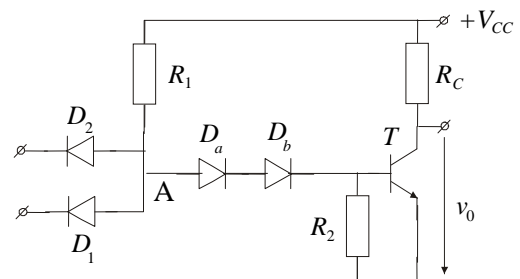 +V_CC
R_1
R_C
D_2
D_a
D_b
T
A
D_1
R_2
v_0